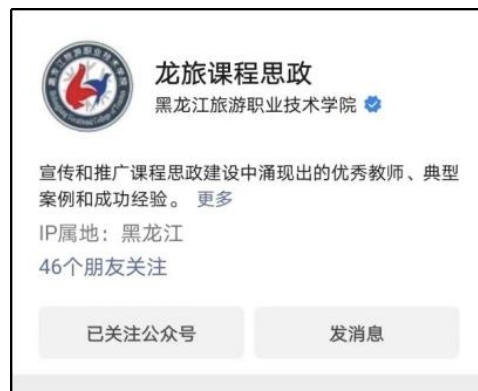 龙旅课程思政
黑龙江旅游职业技术学院
宣传和推广课程思政建设中涌现出的优秀教师、典型
案例和成功经验。 更多
IP属地：黑龙江
46个朋友关注
已关注公众号
发消息